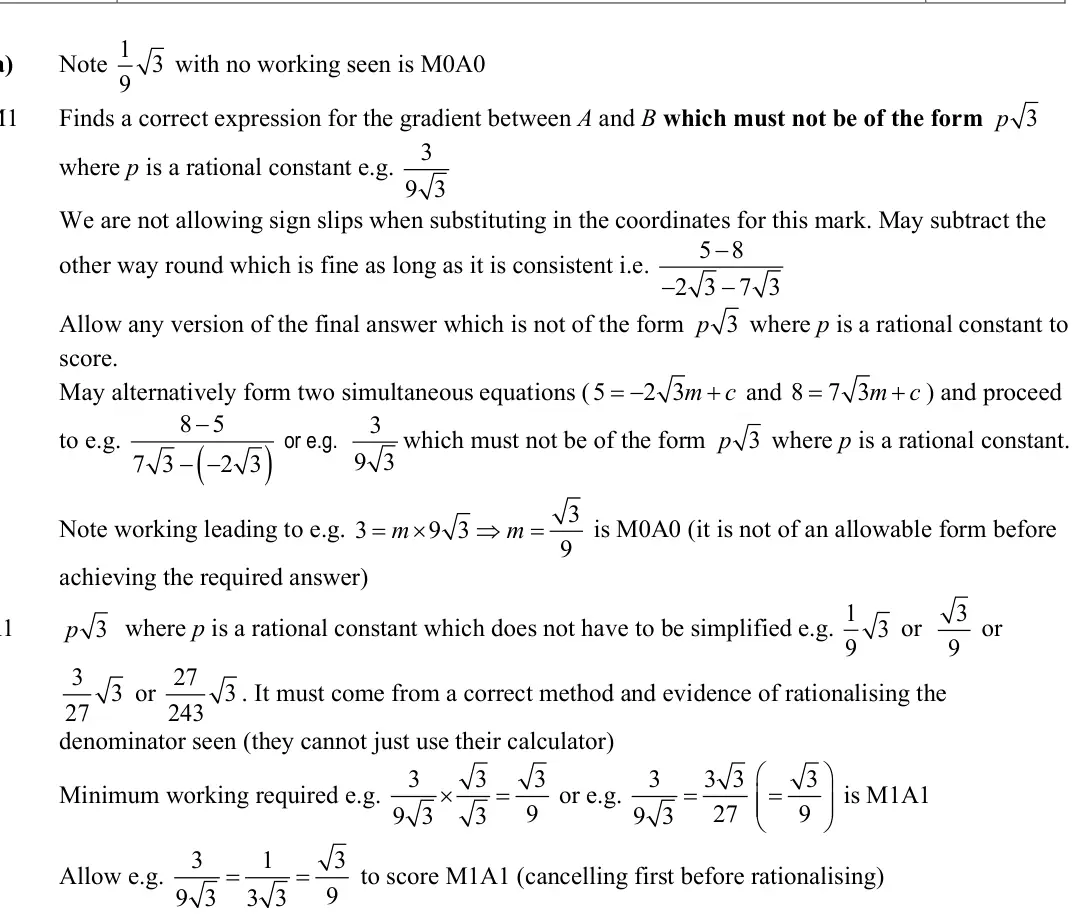 a) Note 1/9 √3 with no working seen is M0A0
M1 Finds a correct expression for the gradient between A and B which must not be of the form p√3
where p is a rational constant e.g. 3/(9√3)
We are not allowing sign slips when substituting in the coordinates for this mark. May subtract the
other way round which is fine as long as it is consistent i.e. (5−8)/(−2√3−7√3)
Allow any version of the final answer which is not of the form p√3 where p is a rational constant to
score.
May alternatively form two simultaneous equations (5 = −2√3m + c and 8 = 7√3m + c) and proceed
to e.g. (8−5)/(7√3−(−2√3)) or e.g. 3/(9√3) which must not be of the form p√3 where p is a rational constant.
Note working leading to e.g. 3 = m×9√3 ⇒ m = √3/9 is M0A0 (it is not of an allowable form before
achieving the required answer)
A1 p√3 where p is a rational constant which does not have to be simplified e.g. 1/9 √3 or √3/9 or
3/27 √3 or 27/243 √3. It must come from a correct method and evidence of rationalising the
denominator seen (they cannot just use their calculator)
Minimum working required e.g. 3/(9√3) × √3/√3 = √3/9 or e.g. 3/(9√3) = 3√3/27 (= √3/9) is M1A1
Allow e.g. 3/(9√3) = 1/(3√3) = √3/9 to score M1A1 (cancelling first before rationalising)